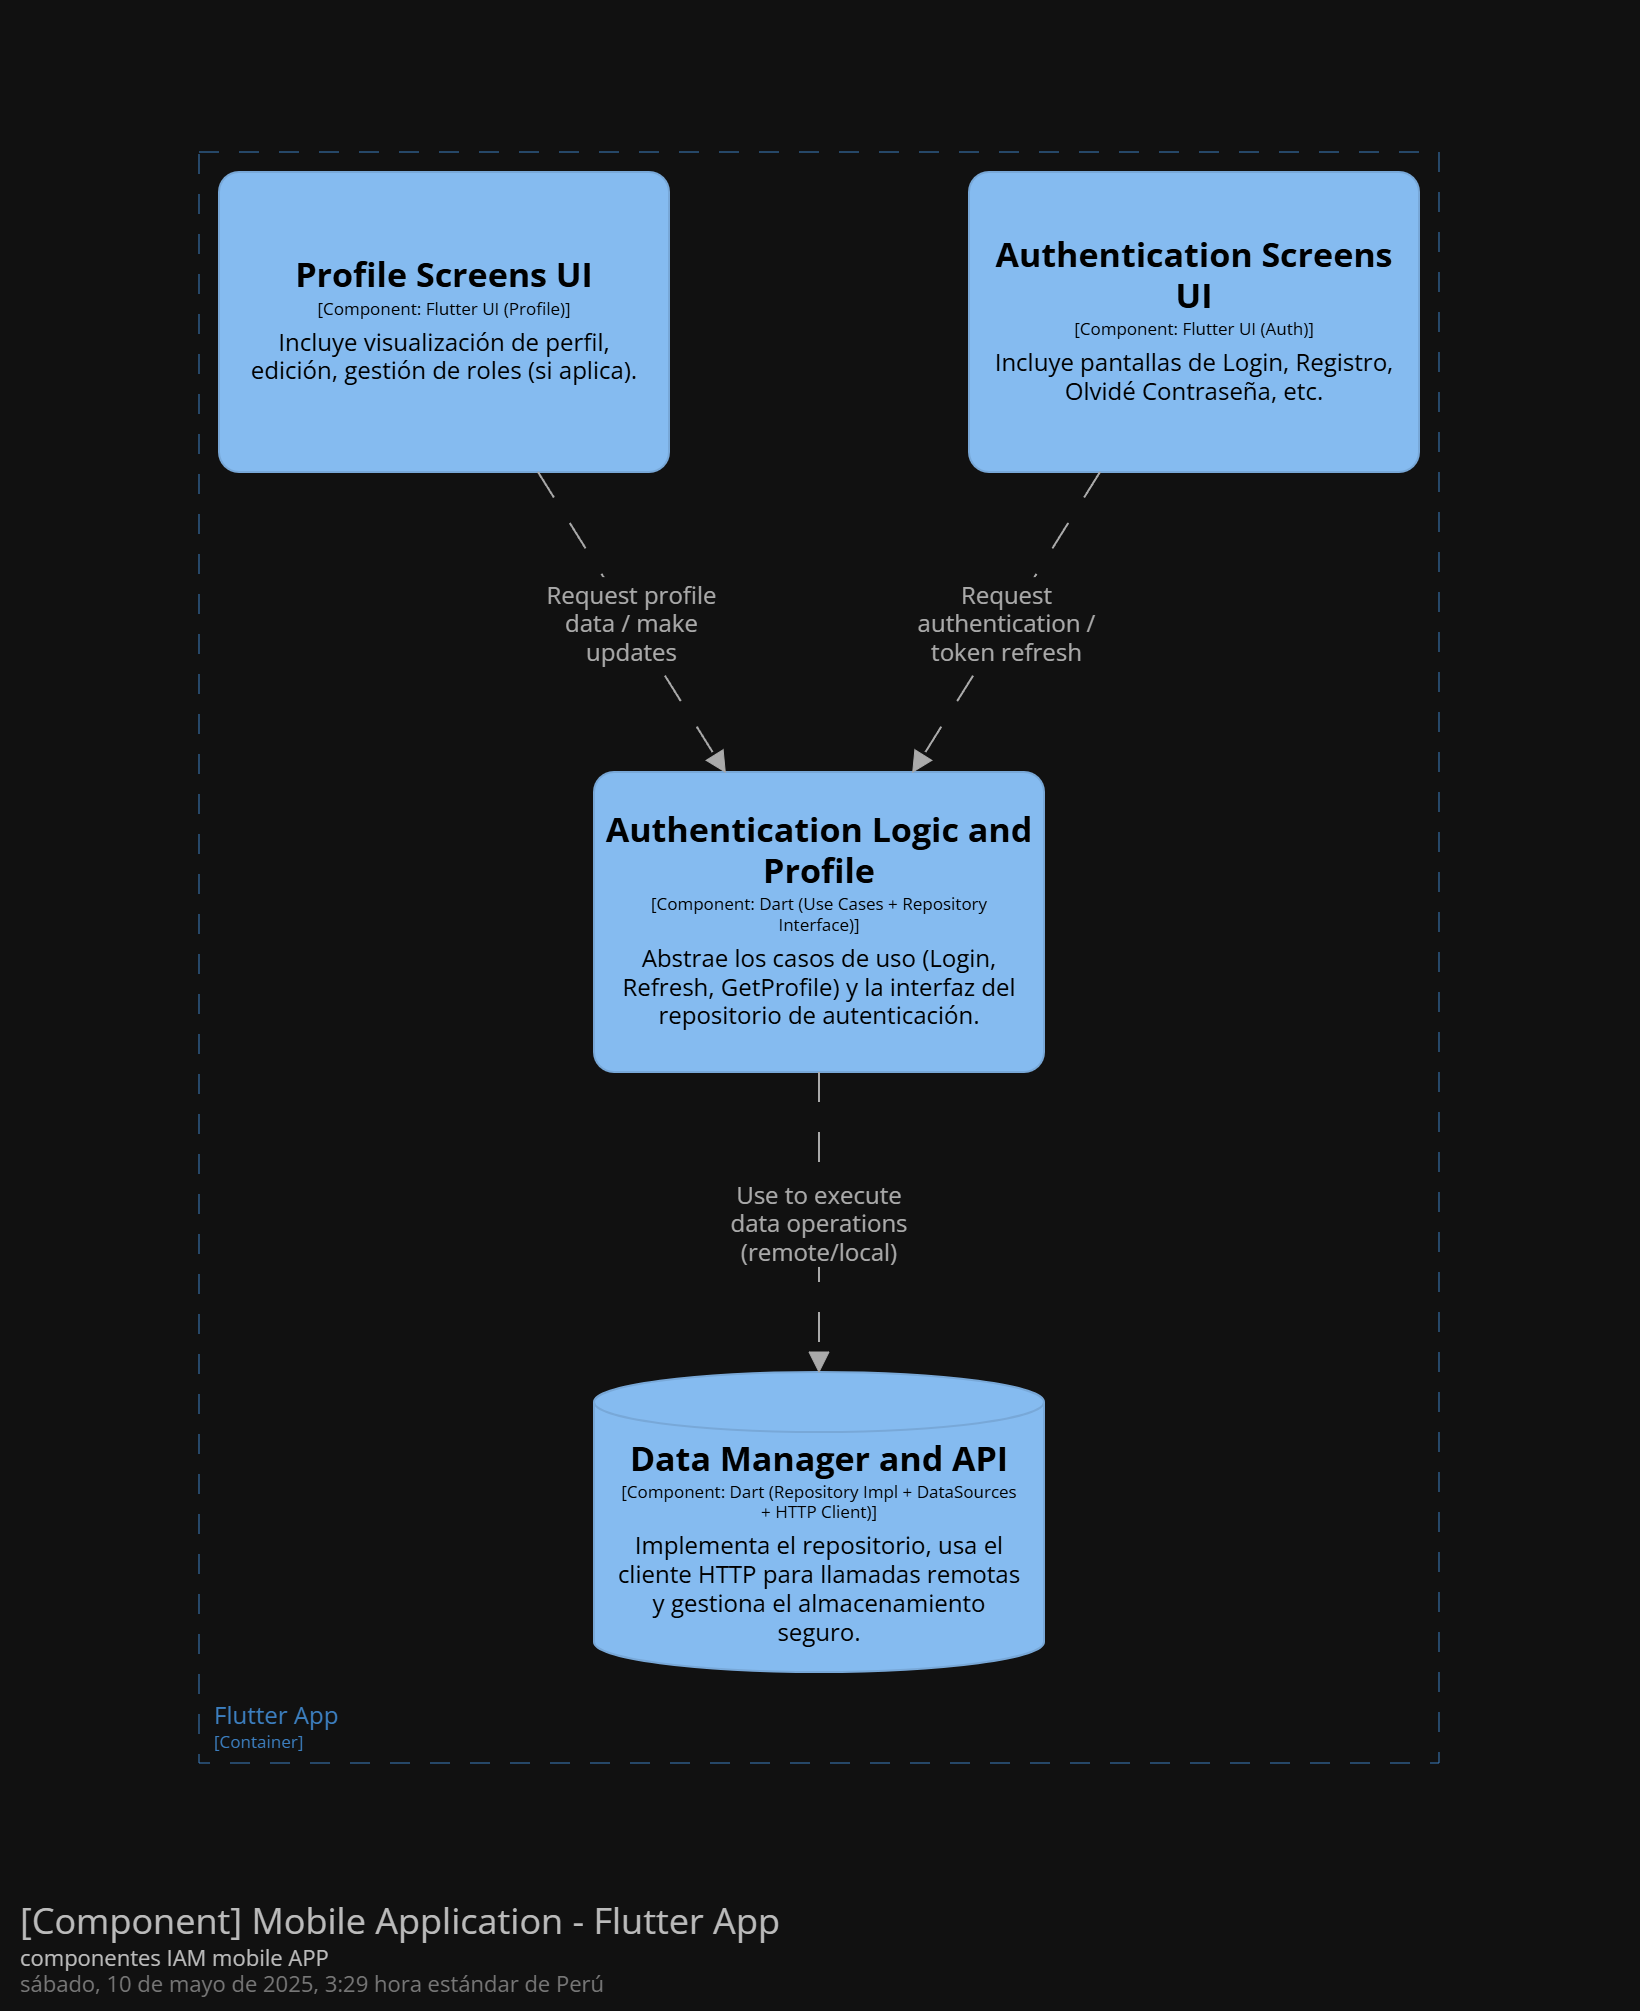 Profile Screens UI
[Component: Flutter UI (Profile)]
Incluye visualización de perfil,
edición, gestión de roles (si aplica).
Authentication Screens
UI
[Component: Flutter UI (Auth)]
Incluye pantallas de Login, Registro,
Olvidé Contraseña, etc.
Request profile
data / make
updates
Request
authentication /
token refresh
Authentication Logic and
Profile
[Component: Dart (Use Cases + Repository
Interface)]
Abstrae los casos de uso (Login,
Refresh, GetProfile) y la interfaz del
repositorio de autenticación.
Use to execute
data operations
(remote/local)
Data Manager and API
[Component: Dart (Repository Impl + DataSources
+ HTTP Client)]
Implementa el repositorio, usa el
cliente HTTP para llamadas remotas
y gestiona el almacenamiento
seguro.
Flutter App
[Container]
[Component] Mobile Application - Flutter App
componentes IAM mobile APP
sábado, 10 de mayo de 2025, 3:29 hora estándar de Perú